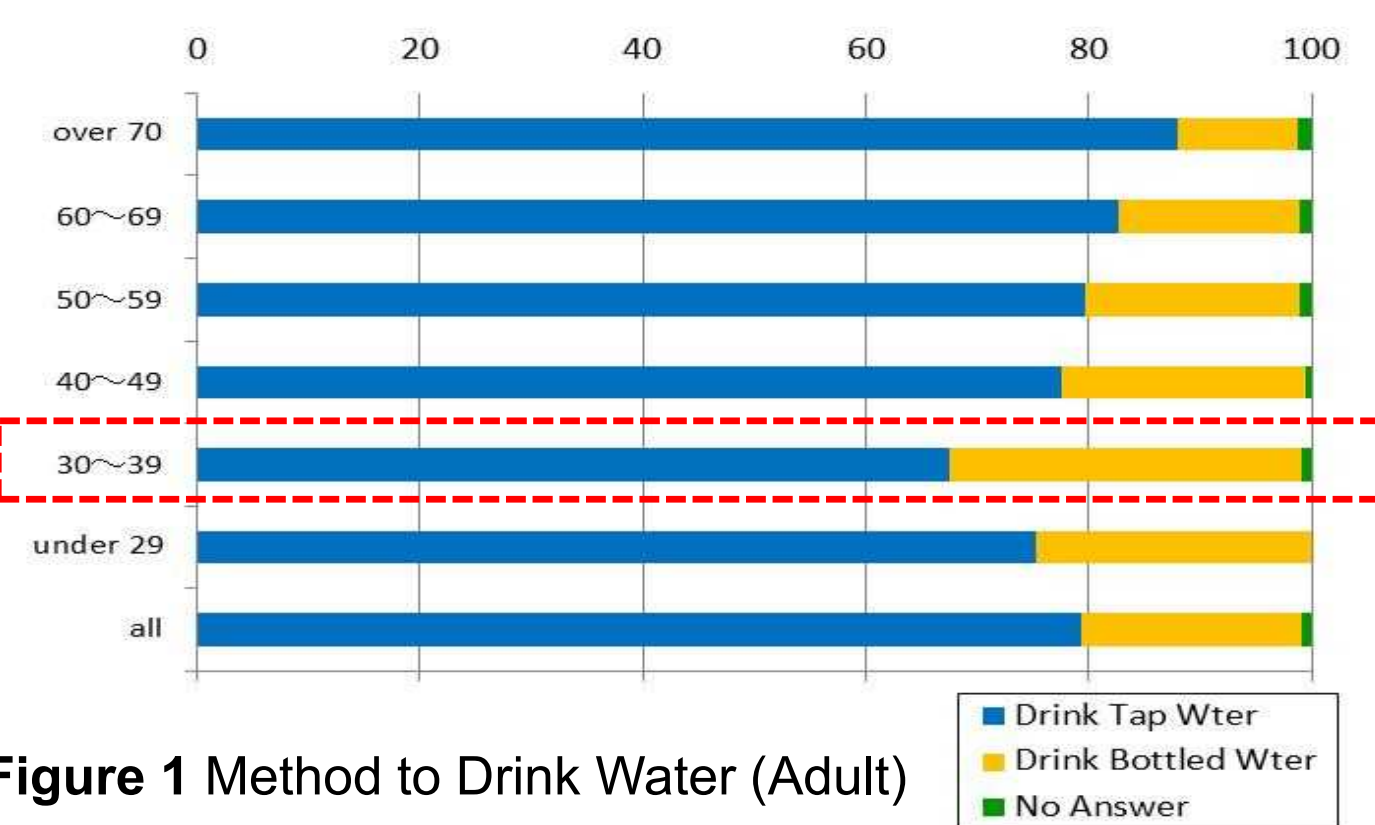 0 20 40 60 80 100
over 70
60～69
50～59
40～49
30～39
under 29
all
Drink Tap Wter
Drink Bottled Wter
No Answer
Figure 1 Method to Drink Water (Adult)